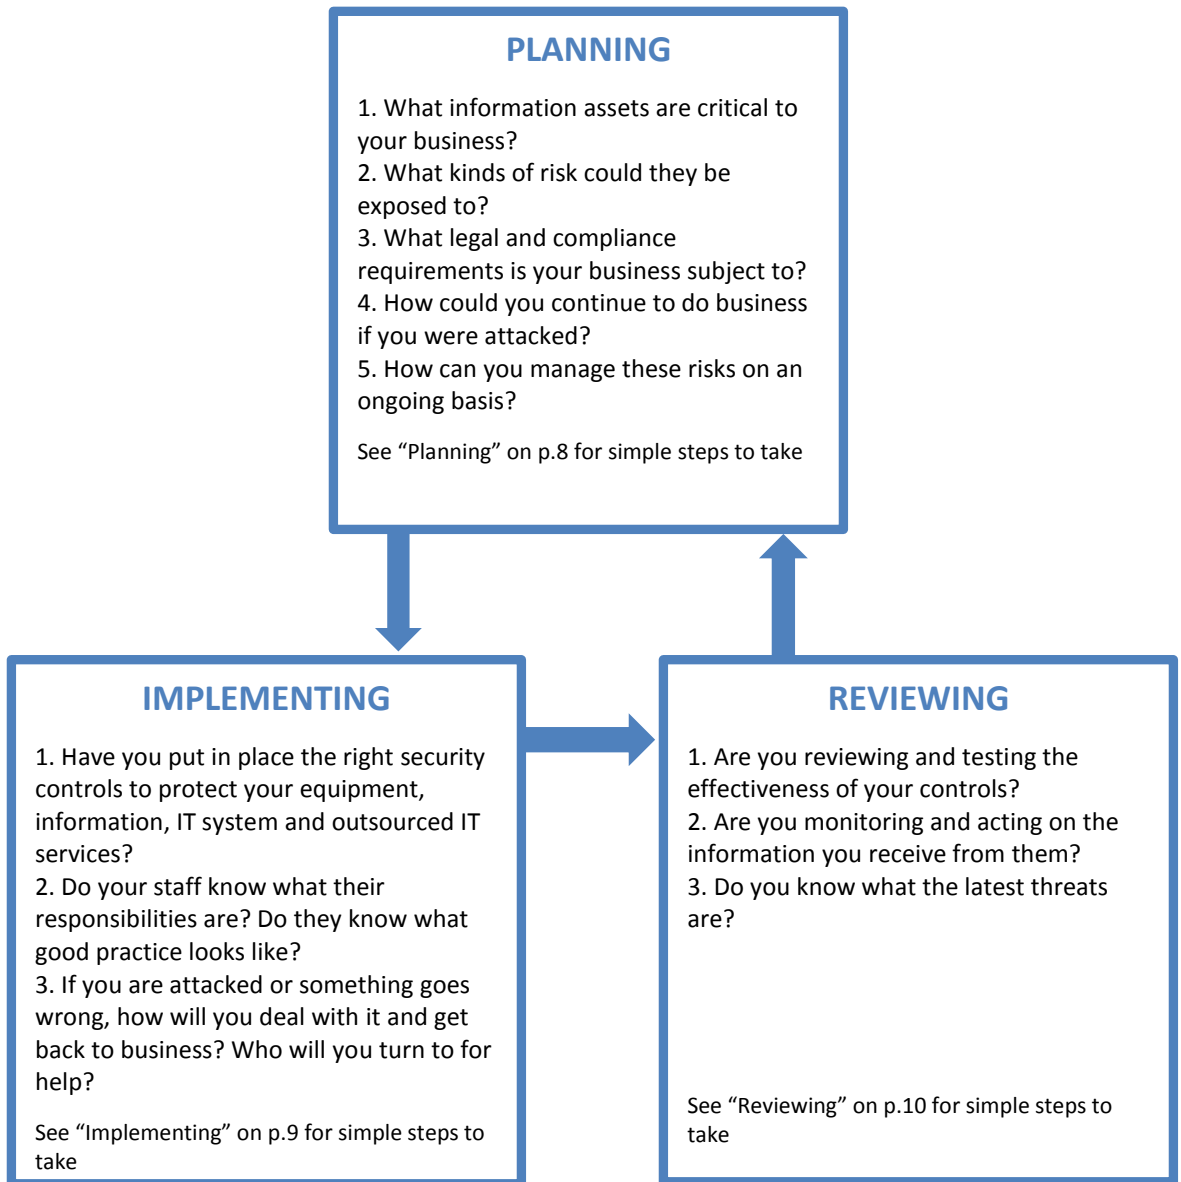 PLANNING
1. What information assets are critical to
your business?
2. What kinds of risk could they be
exposed to?
3. What legal and compliance
requirements is your business subject to?
4. How could you continue to do business
if you were attacked?
5. How can you manage these risks on an
ongoing basis?
See “Planning” on p.8 for simple steps to take
IMPLEMENTING
1. Have you put in place the right security
controls to protect your equipment,
information, IT system and outsourced IT
services?
2. Do your staff know what their
responsibilities are? Do they know what
good practice looks like?
3. If you are attacked or something goes
wrong, how will you deal with it and get
back to business? Who will you turn to for
help?
See “Implementing” on p.9 for simple steps to
take
REVIEWING
1. Are you reviewing and testing the
effectiveness of your controls?
2. Are you monitoring and acting on the
information you receive from them?
3. Do you know what the latest threats
are?
See “Reviewing” on p.10 for simple steps to
take